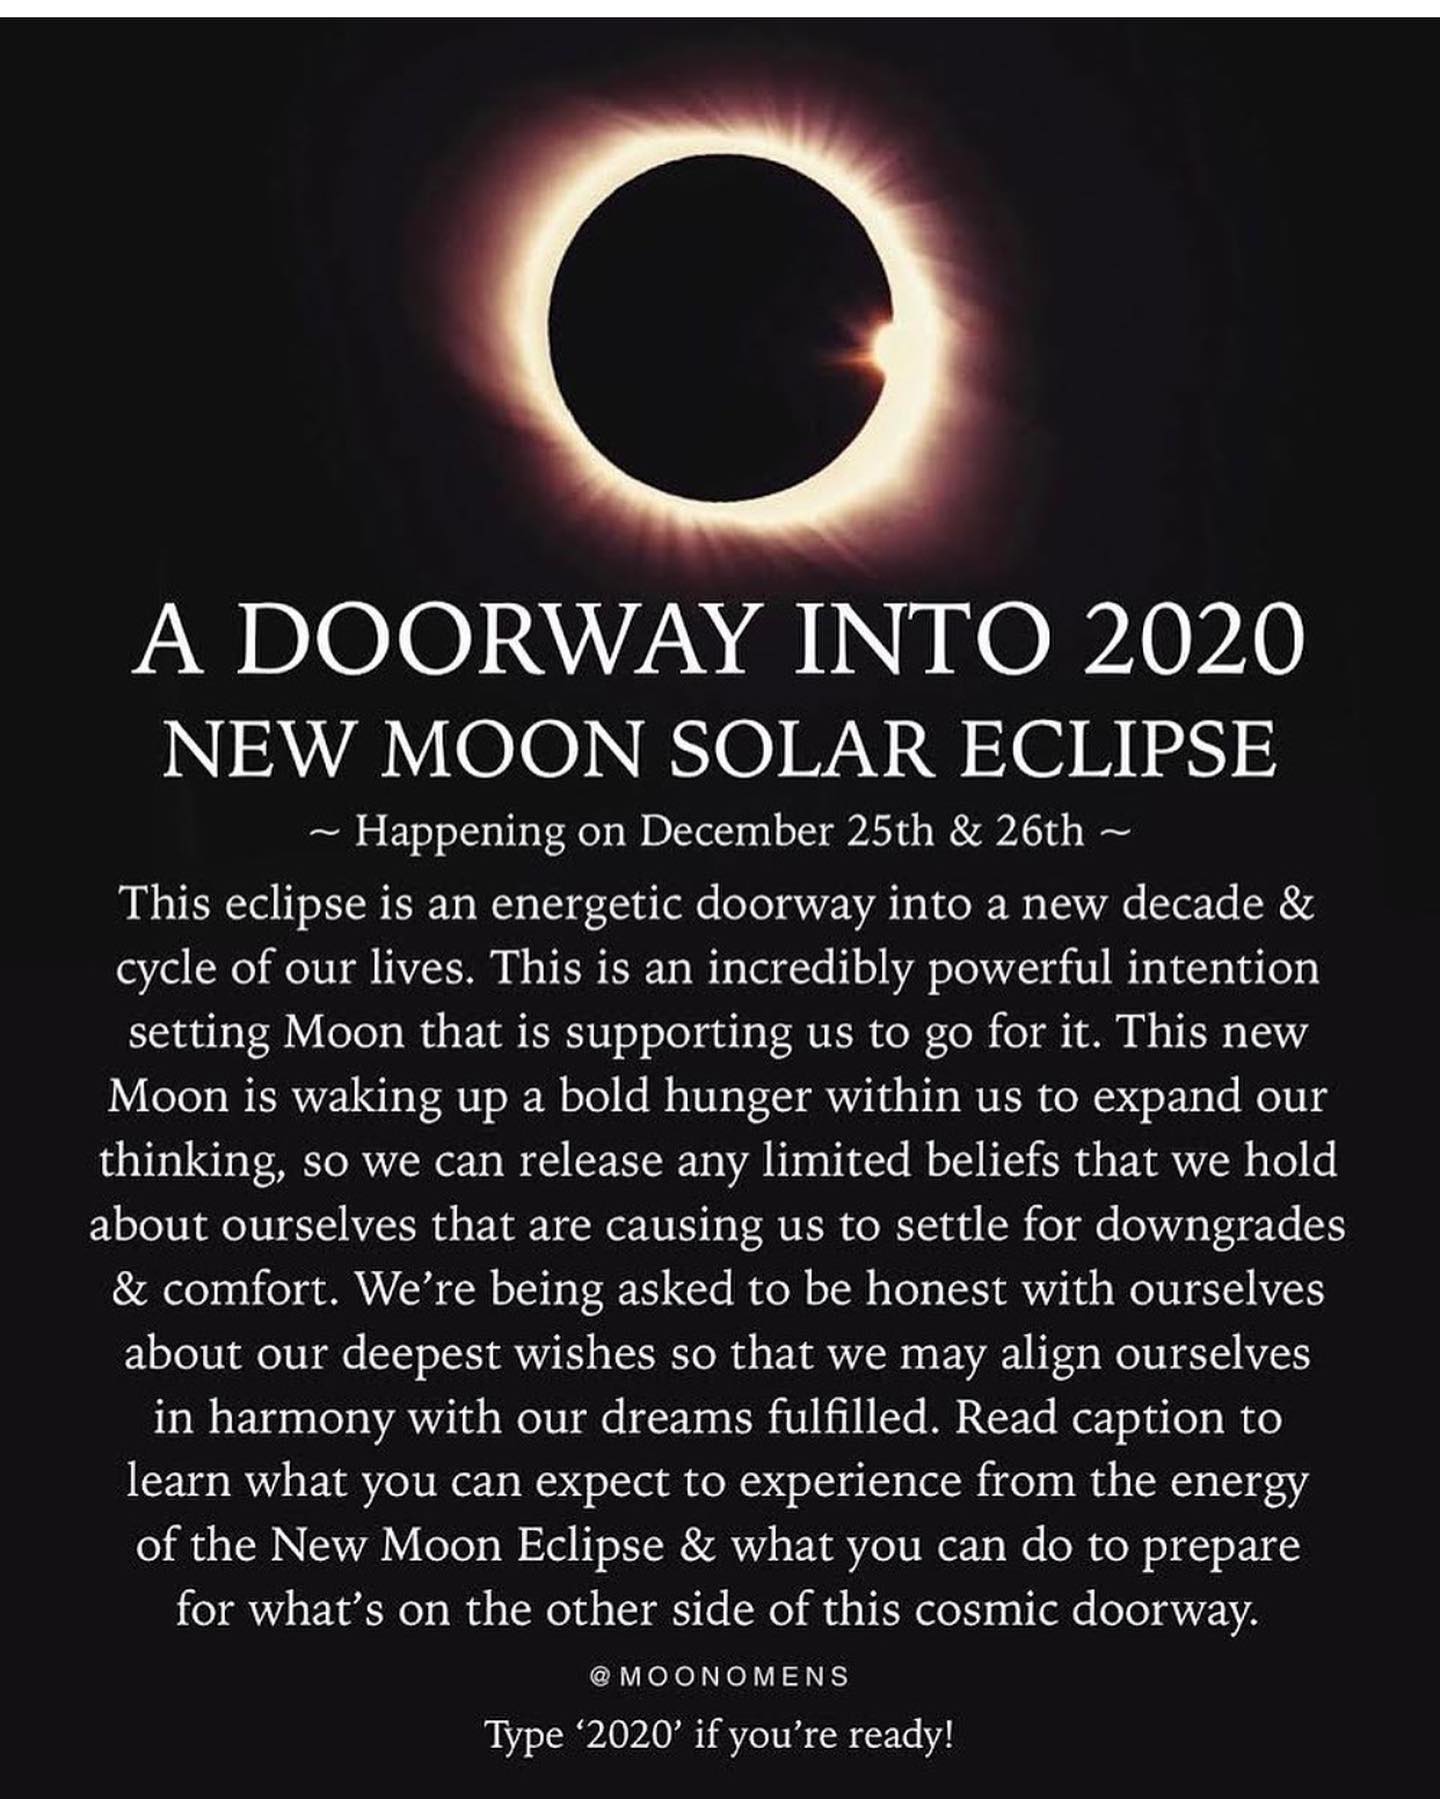 A DOORWAY INTO 2020
NEW MOON SOLAR ECLIPSE
~ Happening on December 25th & 26th ~
This eclipse is an energetic doorway into a new decade &
cycle of our lives. This is an incredibly powerful intention
setting Moon that is supporting us to go for it. This new
Moon is waking up a bold hunger within us to expand our
thinking, so we can release any limited beliefs that we hold
about ourselves that are causing us to settle for downgrades
& comfort. We’re being asked to be honest with ourselves
about our deepest wishes so that we may align ourselves
in harmony with our dreams fulfilled. Read caption to
learn what you can expect to experience from the energy
of the New Moon Eclipse & what you can do to prepare
for what’s on the other side of this cosmic doorway.
@MOONOMENS
Type ‘2020’ if you’re ready!